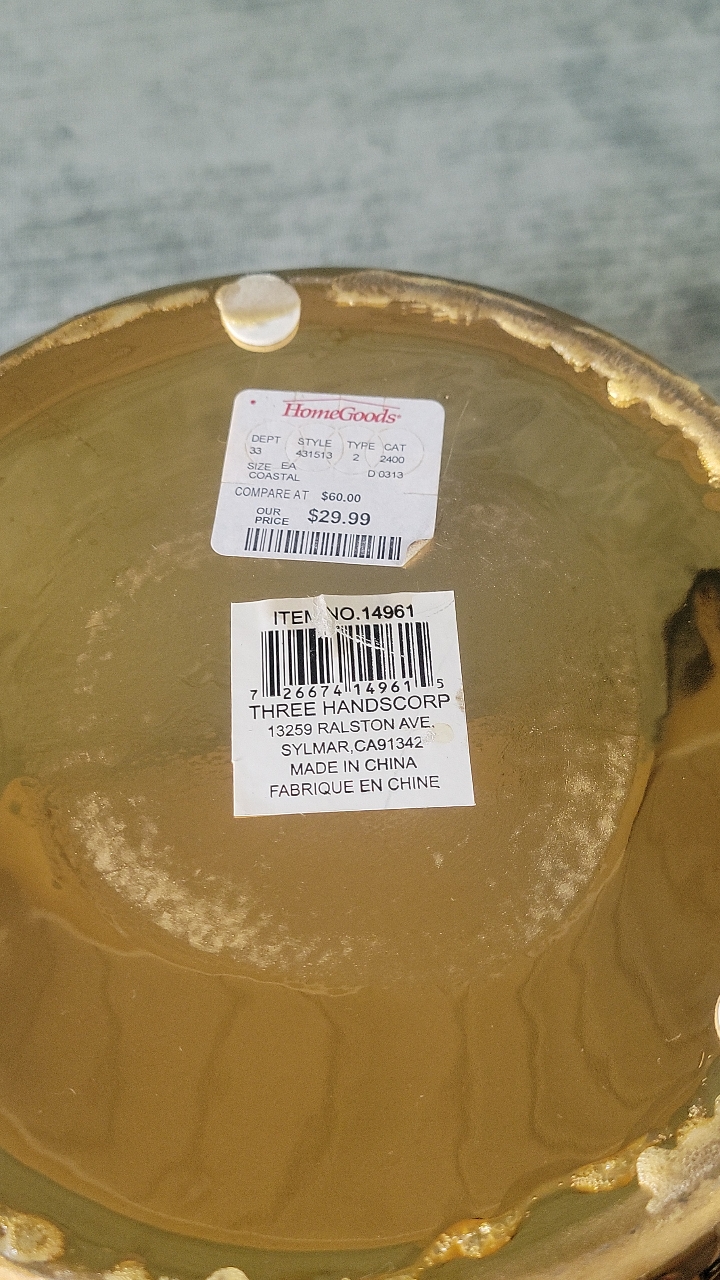 HomeGoods
DEPT STYLE TYPE CAT
33 431513 2 2400
SIZE EA D 0313
COASTAL
COMPARE AT $60.00
OUR PRICE $29.99
ITEM NO.14961
7 26674 14961 5
THREE HANDSCORP
13259 RALSTON AVE,
SYLMAR,CA91342
MADE IN CHINA
FABRIQUE EN CHINE